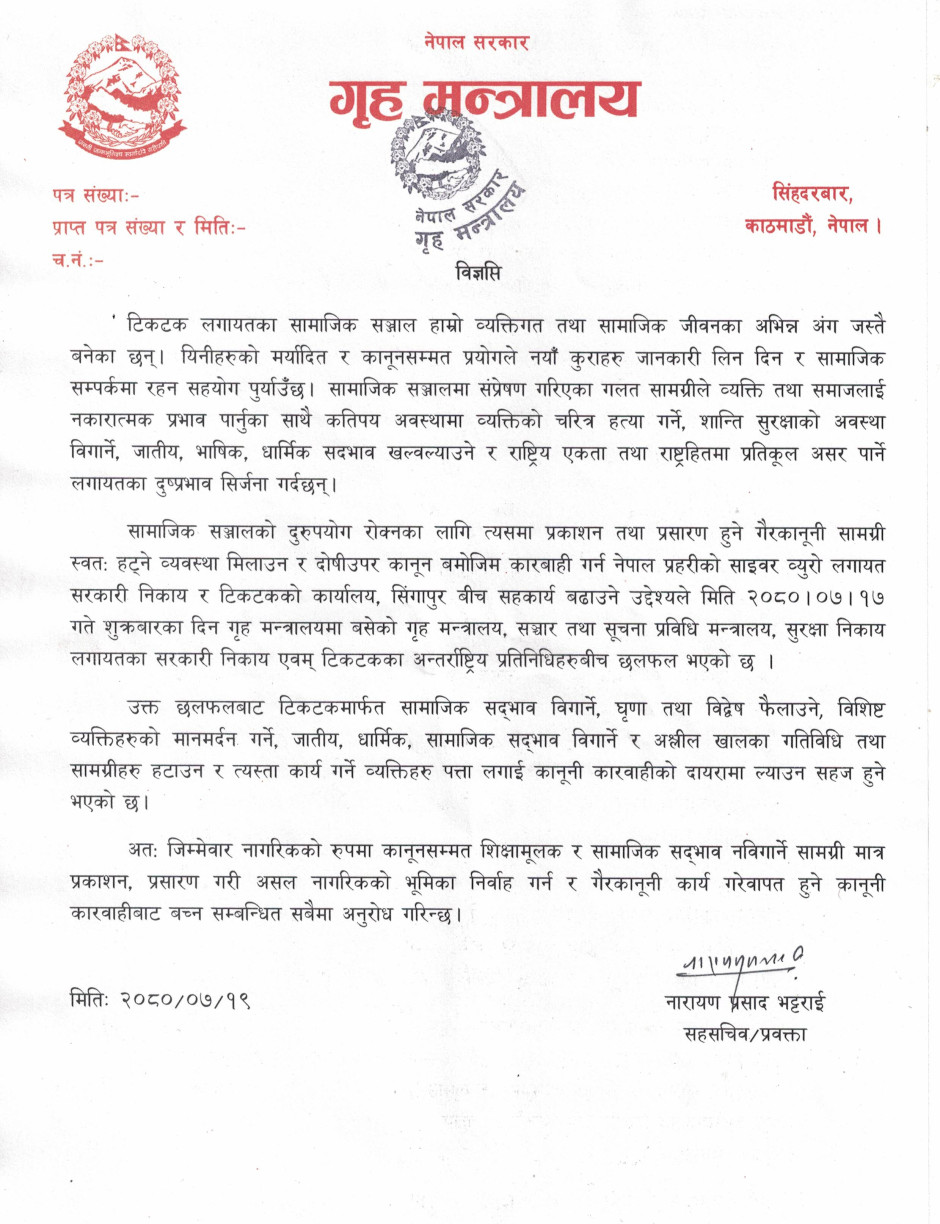 नेपाल सरकार
गृह मन्त्रालय
नेपाल सरकार
गृह मन्त्रालय
पत्र संख्याः-
प्राप्त पत्र संख्या र मितिः-
च.नं.:-
सिंहदरबार,
काठमाडौं, नेपाल ।
विज्ञप्ति
टिकटक लगायतका सामाजिक सञ्जाल हाम्रो व्यक्तिगत तथा सामाजिक जीवनका अभिन्न अंग जस्तै
बनेका छन्। यिनीहरुको मर्यादित र कानूनसम्मत प्रयोगले नयाँ कुराहरु जानकारी लिन दिन र सामाजिक
सम्पर्कमा रहन सहयोग पुर्याउँछ। सामाजिक सञ्जालमा संप्रेषण गरिएका गलत सामग्रीले व्यक्ति तथा समाजलाई
नकारात्मक प्रभाव पार्नुका साथै कतिपय अवस्थामा व्यक्तिको चरित्र हत्या गर्ने, शान्ति सुरक्षाको अवस्था
विगार्ने, जातीय, भाषिक, धार्मिक सदभाव खल्वल्याउने र राष्ट्रिय एकता तथा राष्ट्रहितमा प्रतिकूल असर पार्ने
लगायतका दुष्प्रभाव सिर्जना गर्दछन्।
सामाजिक सञ्जालको दुरुपयोग रोक्नका लागि त्यसमा प्रकाशन तथा प्रसारण हुने गैरकानूनी सामग्री
स्वतः हट्ने व्यवस्था मिलाउन र दोषीउपर कानून बमोजिम कारबाही गर्न नेपाल प्रहरीको साइवर व्युरो लगायत
सरकारी निकाय र टिकटकको कार्यालय, सिंगापुर बीच सहकार्य बढाउने उद्देश्यले मिति २०८०।०७।१७
गते शुक्रबारका दिन गृह मन्त्रालयमा बसेको गृह मन्त्रालय, सञ्चार तथा सूचना प्रविधि मन्त्रालय, सुरक्षा निकाय
लगायतका सरकारी निकाय एवम् टिकटकका अन्तर्राष्ट्रिय प्रतिनिधिहरुबीच छलफल भएको छ ।
उक्त छलफलबाट टिकटकमार्फत सामाजिक सद्‌भाव विगार्ने, घृणा तथा विद्वेष फैलाउने, विशिष्ट
व्यक्तिहरुको मानमर्दन गर्ने, जातीय, धार्मिक, सामाजिक सद्‌भाव विगार्ने र अश्लील खालका गतिविधि तथा
सामग्रीहरु हटाउन र त्यस्ता कार्य गर्ने व्यक्तिहरु पत्ता लगाई कानूनी कारवाहीको दायरामा ल्याउन सहज हुने
भएको छ।
अतः जिम्मेवार नागरिकको रुपमा कानूनसम्मत शिक्षामूलक र सामाजिक सद्‌भाव नविगार्ने सामग्री मात्र
प्रकाशन, प्रसारण गरी असल नागरिकको भूमिका निर्वाह गर्न र गैरकानूनी कार्य गरेवापत हुने कानूनी
कारवाहीबाट बच्न सम्बन्धित सबैमा अनुरोध गरिन्छ।
मितिः २०८०/०७/१९
नारायण प्रसाद भट्टराई
सहसचिव/प्रवक्ता